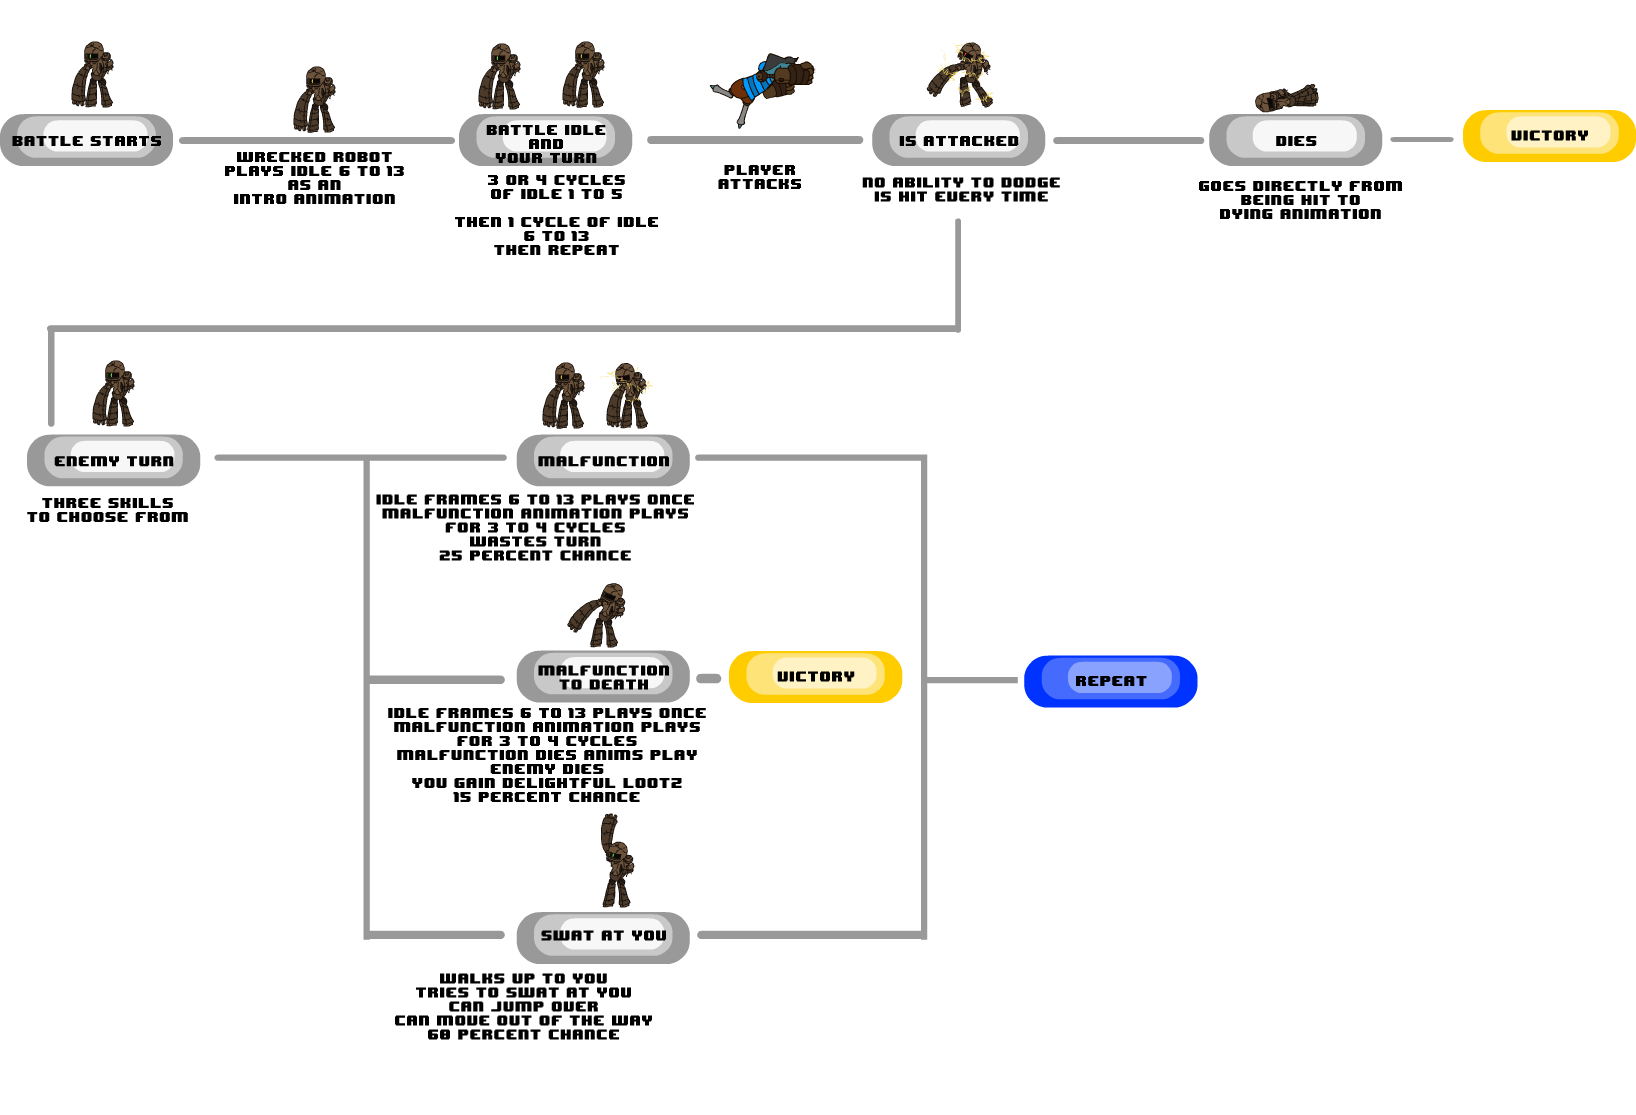 BATTLE STARTS
WRECKED ROBOT
PLAYS IDLE 6 TO 13
AS AN
INTRO ANIMATION
BATTLE IDLE
AND
YOUR TURN
3 OR 4 CYCLES
OF IDLE 1 TO 5
THEN 1 CYCLE OF IDLE
6 TO 13
THEN REPEAT
PLAYER
ATTACKS
IS ATTACKED
NO ABILITY TO DODGE
IS HIT EVERY TIME
DIES
GOES DIRECTLY FROM
BEING HIT TO
DYING ANIMATION
VICTORY
ENEMY TURN
THREE SKILLS
TO CHOOSE FROM
MALFUNCTION
IDLE FRAMES 6 TO 13 PLAYS ONCE
MALFUNCTION ANIMATION PLAYS
FOR 3 TO 4 CYCLES
WASTES TURN
25 PERCENT CHANCE
MALFUNCTION
TO DEATH
IDLE FRAMES 6 TO 13 PLAYS ONCE
MALFUNCTION ANIMATION PLAYS
FOR 3 TO 4 CYCLES
MALFUNCTION DIES ANIMS PLAY
ENEMY DIES
YOU GAIN DELIGHTFUL LOOTZ
15 PERCENT CHANCE
VICTORY
REPEAT
SWAT AT YOU
WALKS UP TO YOU
TRIES TO SWAT AT YOU
CAN JUMP OVER
CAN MOVE OUT OF THE WAY
60 PERCENT CHANCE